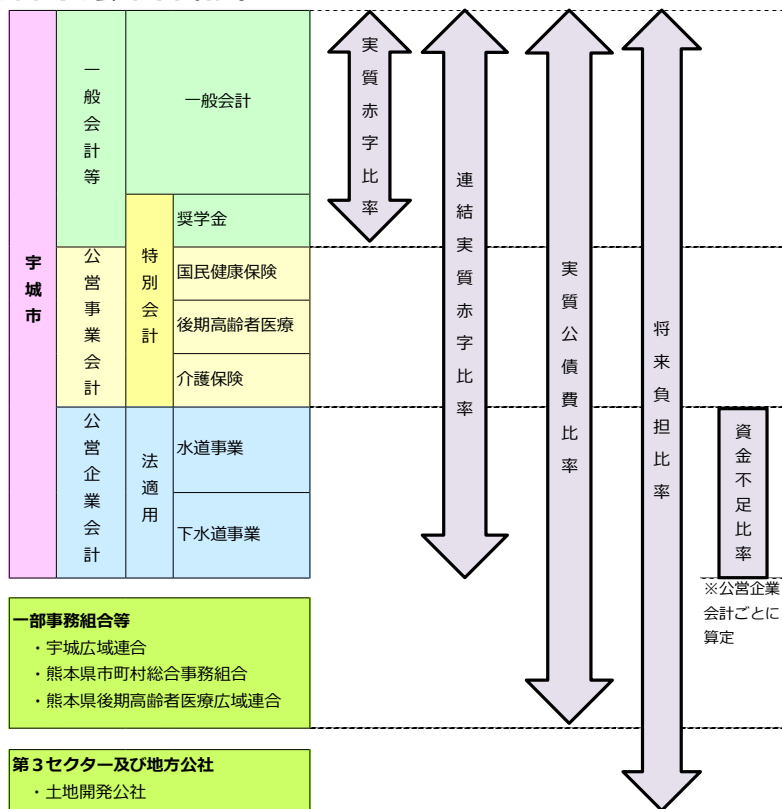 宇城市
一般会計等
一般会計
特別会計
奨学金
公営事業会計
国民健康保険
後期高齢者医療
介護保険
公営企業会計
法適用
水道事業
下水道事業
実質赤字比率
連結実質赤字比率
実質公債費比率
将来負担比率
資金不足比率
※公営企業
会計ごとに
算定
一部事務組合等
・宇城広域連合
・熊本県市町村総合事務組合
・熊本県後期高齢者医療広域連合
第3セクター及び地方公社
・土地開発公社